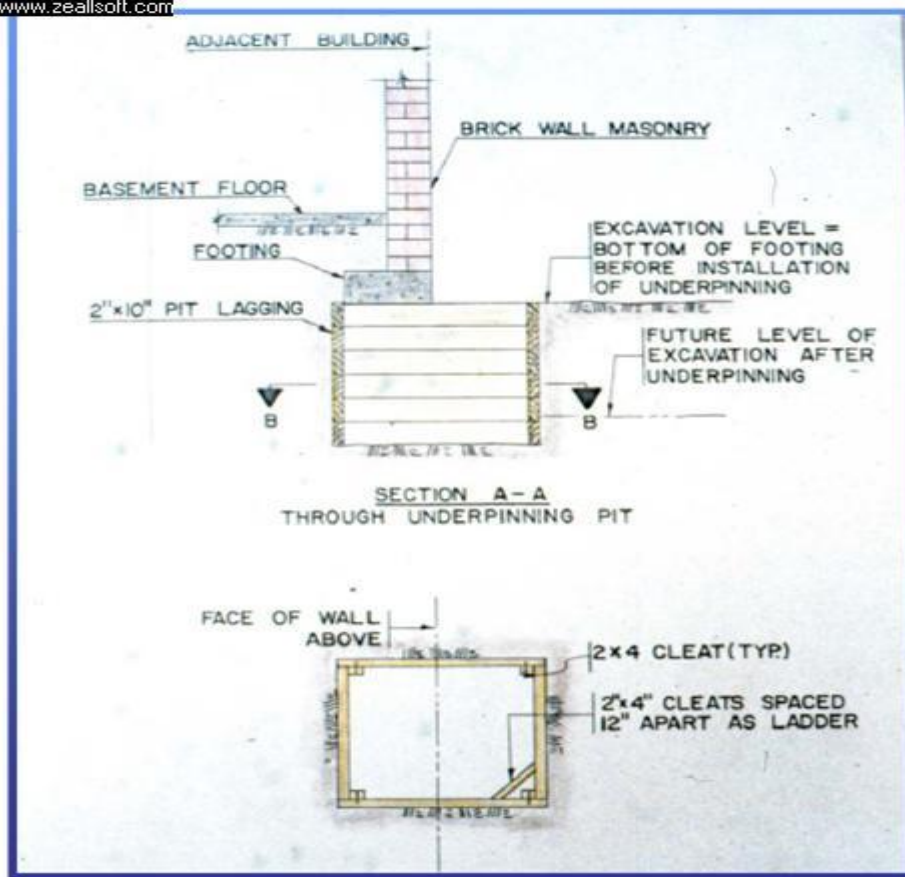 www.zeallsoft.com
ADJACENT BUILDING
BRICK WALL MASONRY
BASEMENT FLOOR
FOOTING
EXCAVATION LEVEL =
BOTTOM OF FOOTING
BEFORE INSTALLATION
OF UNDERPINNING
2"x10" PIT LAGGING
FUTURE LEVEL OF
EXCAVATION AFTER
UNDERPINNING
B
B
SECTION A-A
THROUGH UNDERPINNING PIT
FACE OF WALL
ABOVE
2x4 CLEAT (TYP.)
2"x4" CLEATS SPACED
12" APART AS LADDER